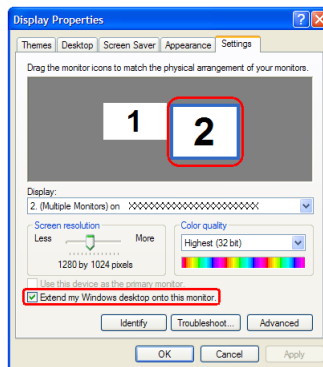 Display Properties
Themes Desktop Screen Saver Appearance Settings
Drag the monitor icons to match the physical arrangement of your monitors.
1 2
Display:
2. (Multiple Monitors) on XXXXXXXXXXXXXXXXXXXXXXX
Screen resolution Color quality
Less More Highest (32 bit)
1280 by 1024 pixels
Use this device as the primary monitor.
Extend my Windows desktop onto this monitor.
Identify Troubleshoot... Advanced
OK Cancel Apply